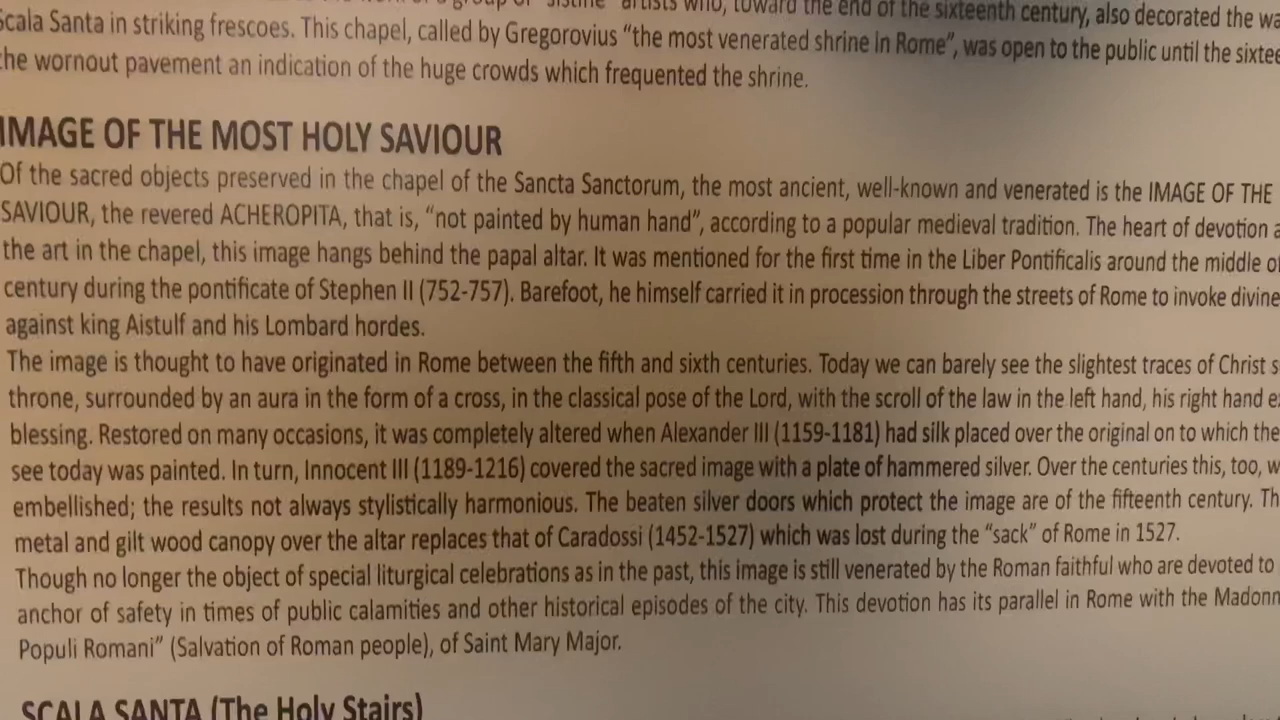 "Sistine" artists who, toward the end of the sixteenth century, also decorated the
Scala Santa in striking frescoes. This chapel, called by Gregorovius “the most venerated shrine in Rome”, was open to the public until the
the wornout pavement an indication of the huge crowds which frequented the shrine.
IMAGE OF THE MOST HOLY SAVIOUR
Of the sacred objects preserved in the chapel of the Sancta Sanctorum, the most ancient, well-known and venerated is the IMAGE OF THE
SAVIOUR, the revered ACHEROPITA, that is, “not painted by human hand”, according to a popular medieval tradition. The heart of devotion
the art in the chapel, this image hangs behind the papal altar. It was mentioned for the first time in the Liber Pontificalis around the middle of
century during the pontificate of Stephen II (752-757). Barefoot, he himself carried it in procession through the streets of Rome to invoke divine
against king Aistulf and his Lombard hordes.
The image is thought to have originated in Rome between the fifth and sixth centuries. Today we can barely see the slightest traces of Christ
throne, surrounded by an aura in the form of a cross, in the classical pose of the Lord, with the scroll of the law in the left hand, his right hand
blessing. Restored on many occasions, it was completely altered when Alexander III (1159-1181) had silk placed over the original on to which the
see today was painted. In turn, Innocent III (1189-1216) covered the sacred image with a plate of hammered silver. Over the centuries this, too,
embellished; the results not always stylistically harmonious. The beaten silver doors which protect the image are of the fifteenth century.
metal and gilt wood canopy over the altar replaces that of Caradossi (1452-1527) which was lost during the “sack” of Rome in 1527.
Though no longer the object of special liturgical celebrations as in the past, this image is still venerated by the Roman faithful who are devoted to
anchor of safety in times of public calamities and other historical episodes of the city. This devotion has its parallel in Rome with the
Populi Romani” (Salvation of Roman people), of Saint Mary Major.
SCALA SANTA (The Holy Stairs)